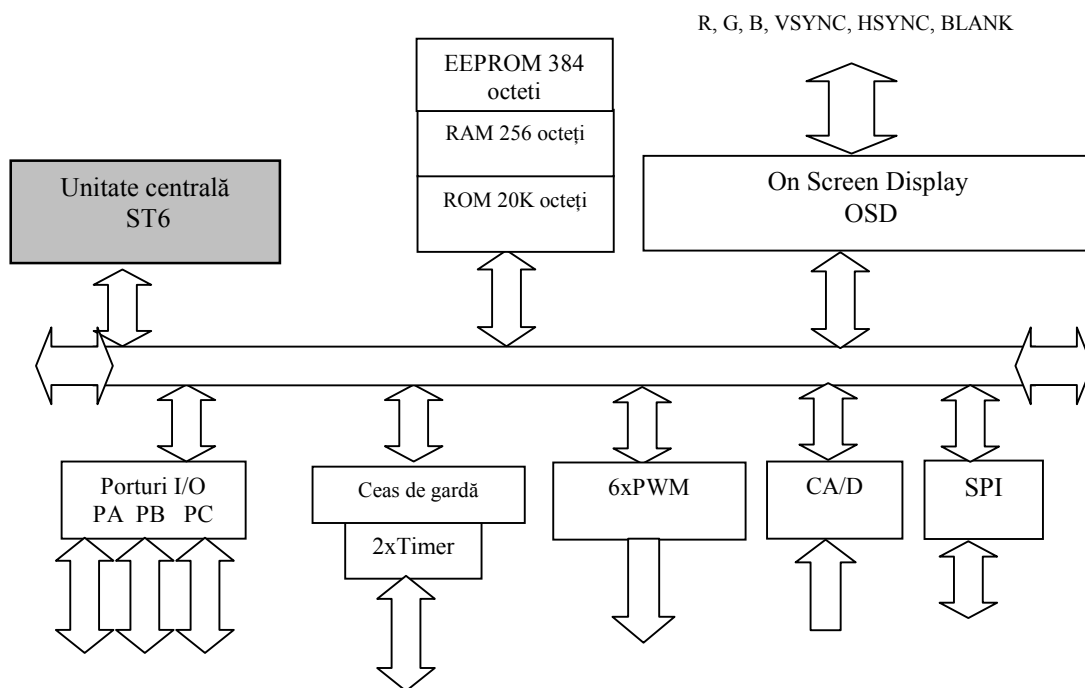 R, G, B, VSYNC, HSYNC, BLANK
EEPROM 384
octeti
RAM 256 octeți
ROM 20K octeți
Unitate centrală
ST6
On Screen Display
OSD
Porturi I/O
PA PB PC
Ceas de gardă
2xTimer
6xPWM
CA/D
SPI